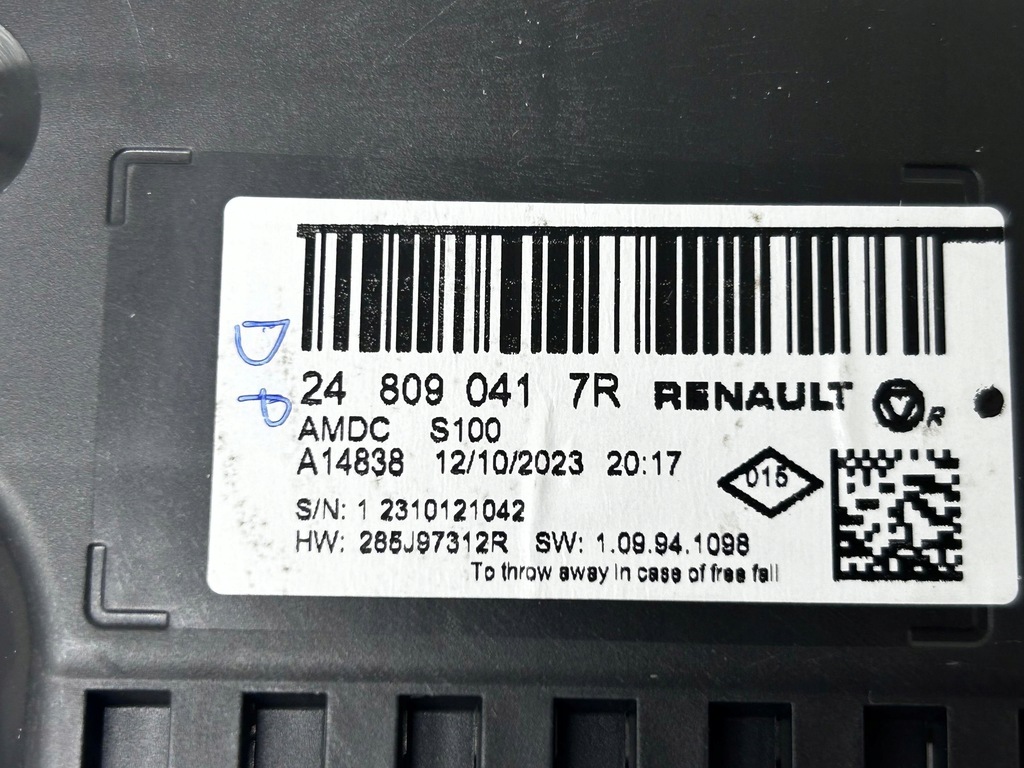 24 809 041 7R RENAULT R
AMDC S100
A14838 12/10/2023 20:17
015
S/N: 1 2310121042
HW: 285J97312R SW: 1.09.94.1098
To throw away in case of free fall